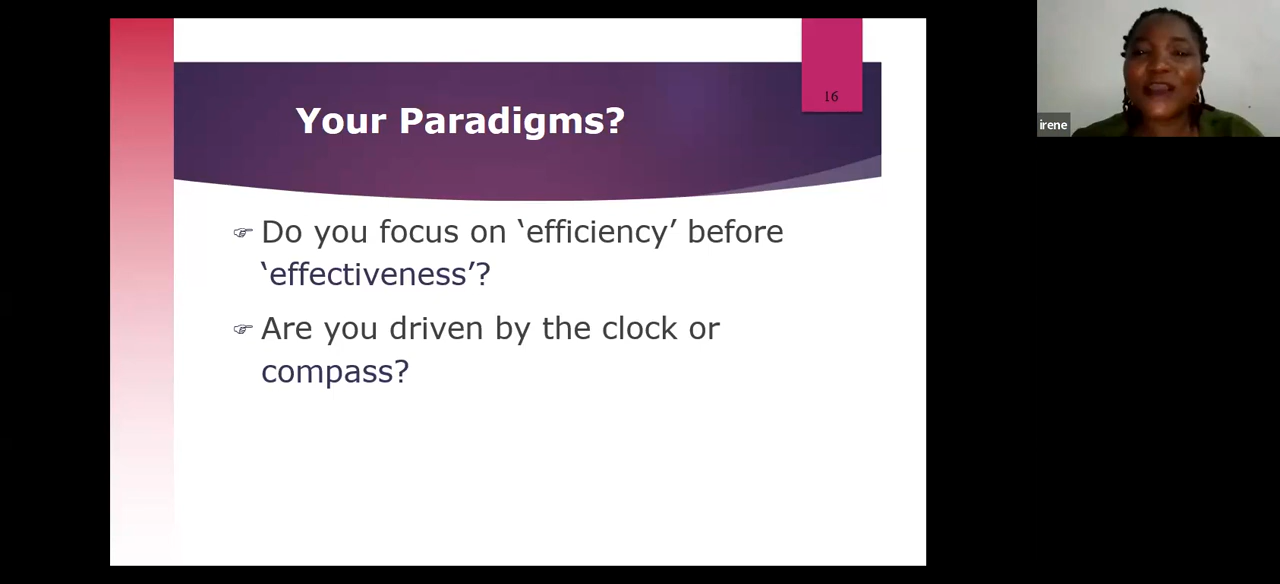 16
Your Paradigms?
Do you focus on ‘efficiency’ before
‘effectiveness’?
Are you driven by the clock or
compass?
irene